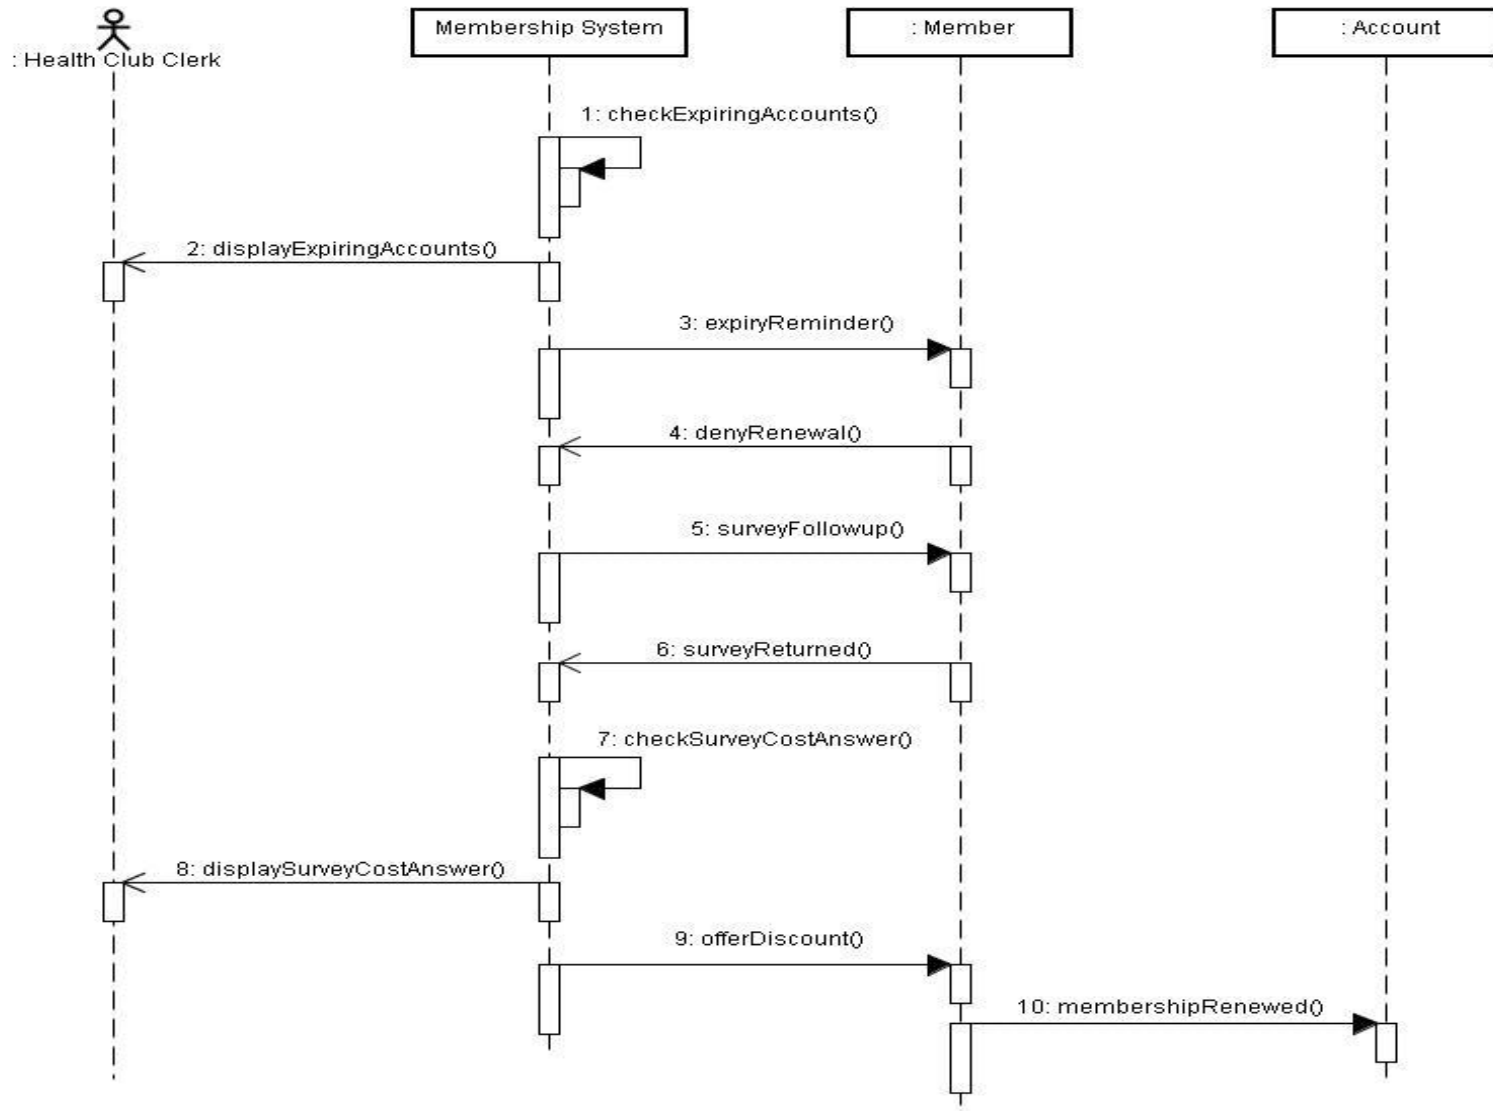 Membership System
: Member
: Account
: Health Club Clerk
1: checkExpiringAccounts()
2: displayExpiringAccounts()
3: expiryReminder()
4: denyRenewal()
5: surveyFollowup()
6: surveyReturned()
7: checkSurveyCostAnswer()
8: displaySurveyCostAnswer()
9: offerDiscount()
10: membershipRenewed()